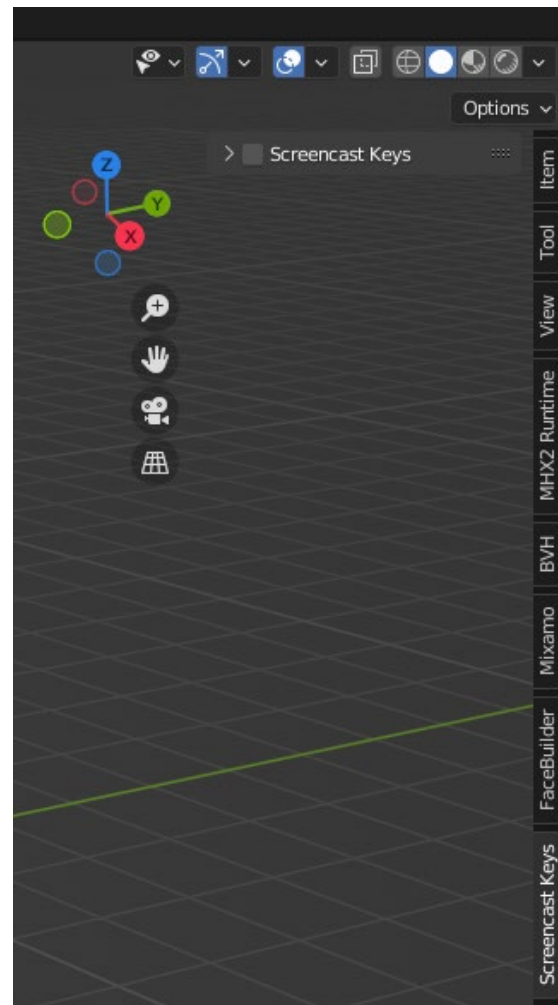 Options
Screencast Keys
Z
Y
X
Item
Tool
View
MHX2 Runtime
BVH
Mixamo
FaceBuilder
Screencast Keys